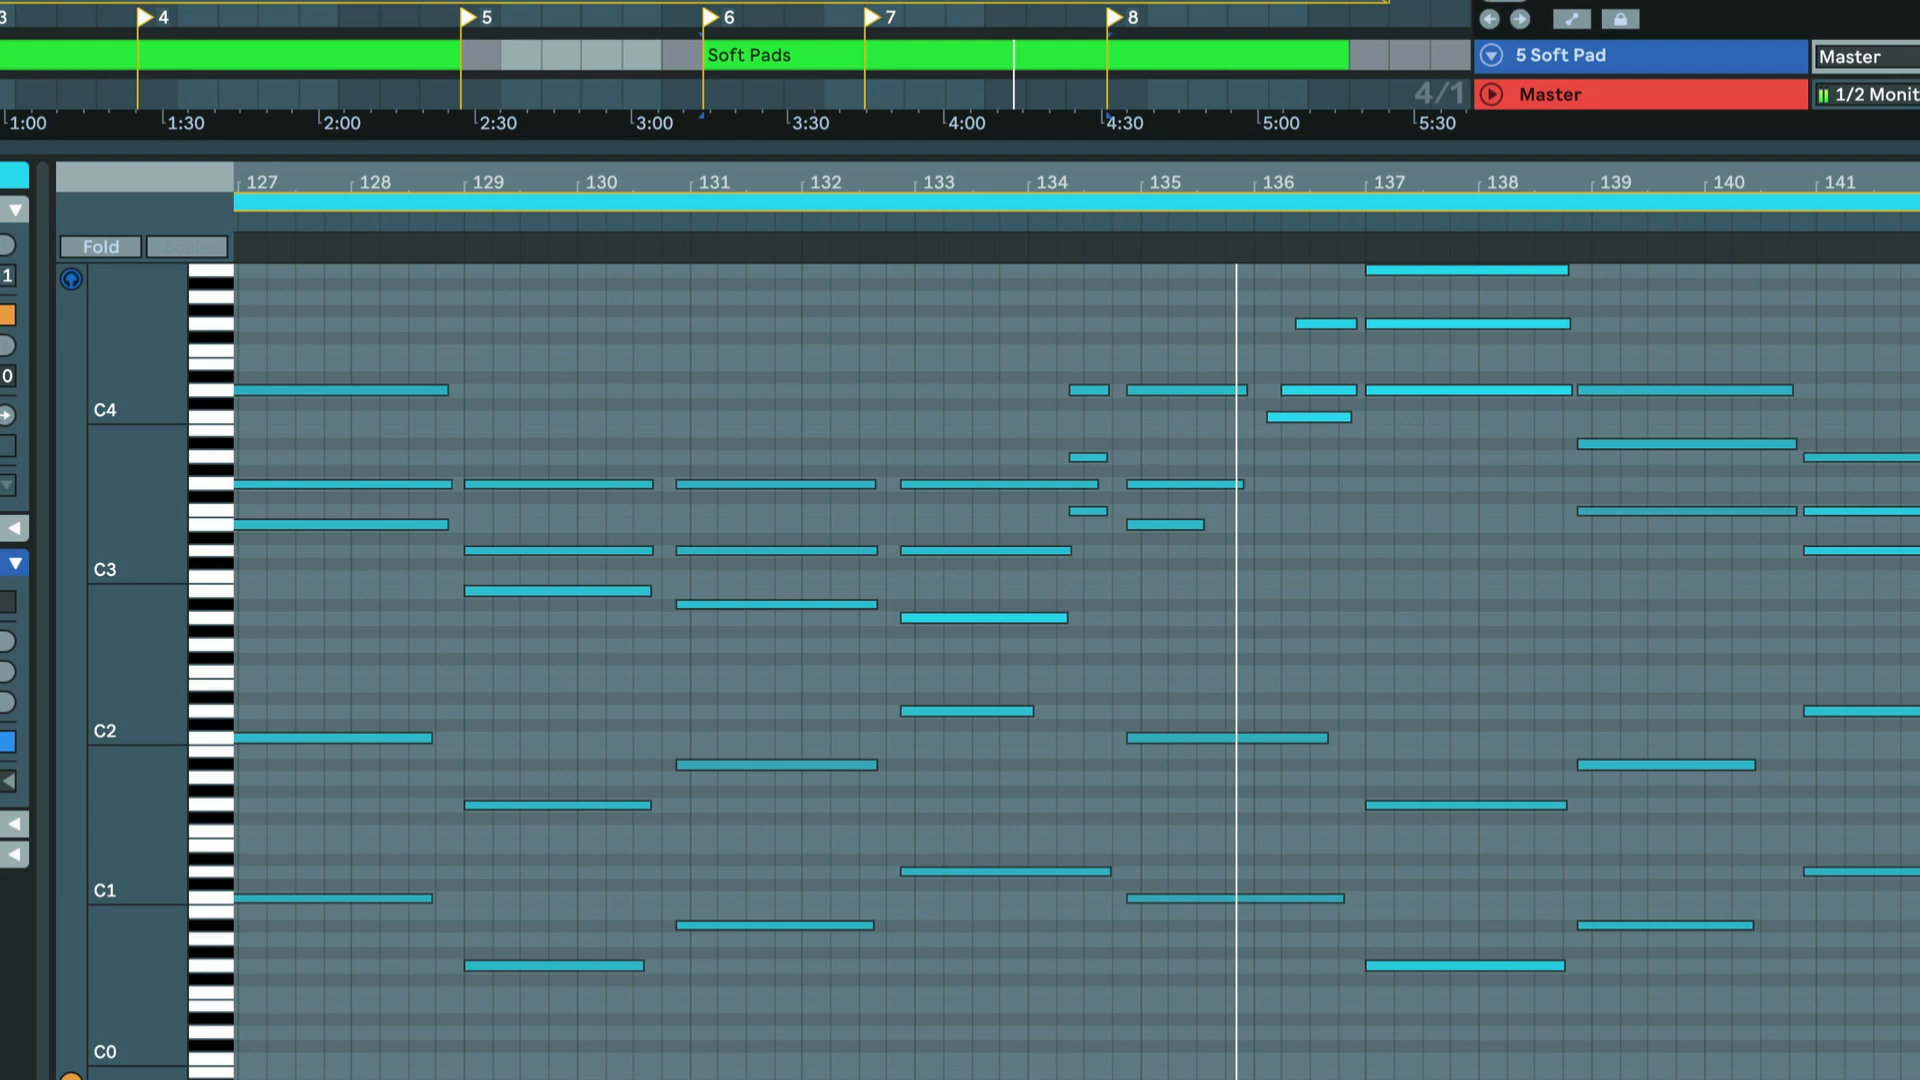 3 4 5 6 7 8
Soft Pads
5 Soft Pad
Master
4/1
Master
1/2 Monit
1:00 1:30 2:00 2:30 3:00 3:30 4:00 4:30 5:00 5:30
127 128 129 130 131 132 133 134 135 136 137 138 139 140 141
Fold
Scale
1
0
C4
C3
C2
C1
C0